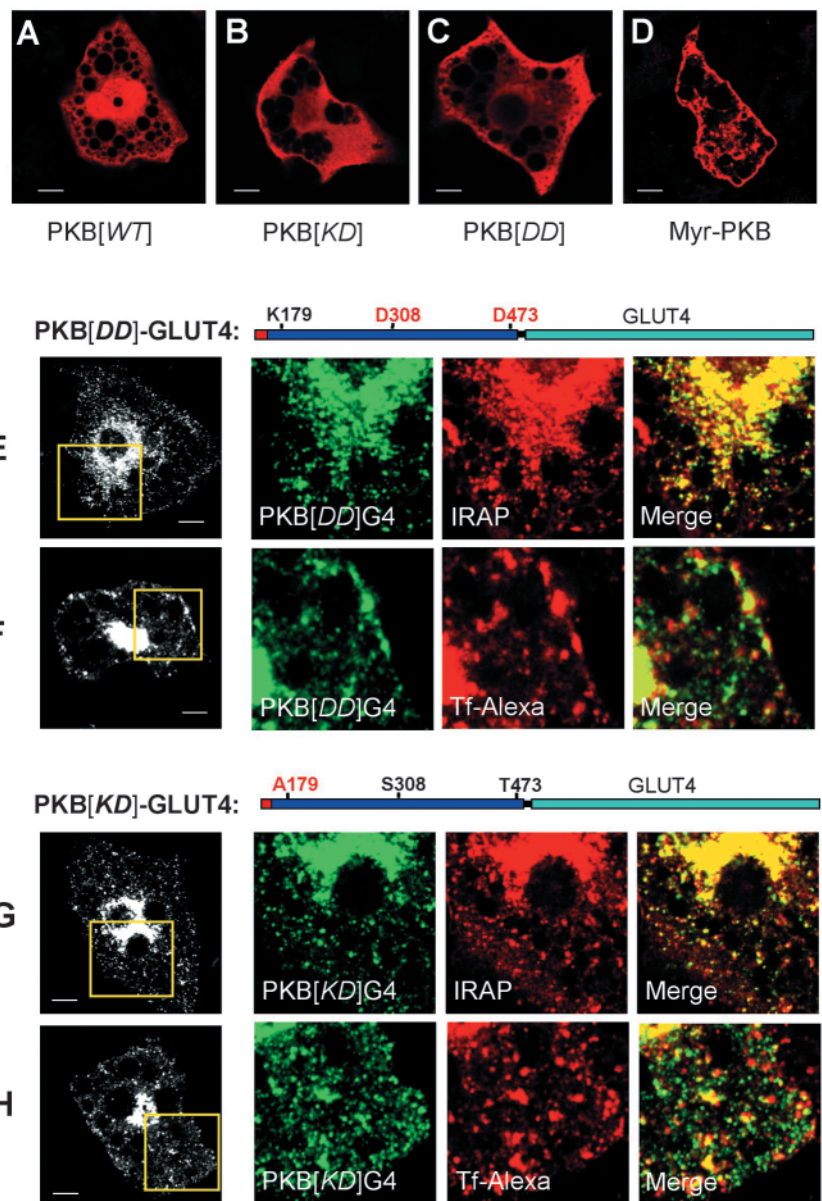 A B C D
PKB[WT] PKB[KD] PKB[DD] Myr-PKB
K179 D308 D473 GLUT4
PKB[DD]-GLUT4:
E
PKB[DD]G4 IRAP Merge
F
PKB[DD]G4 Tf-Alexa Merge
A179 S308 T473 GLUT4
PKB[KD]-GLUT4:
G
PKB[KD]G4 IRAP Merge
H
PKB[KD]G4 Tf-Alexa Merge